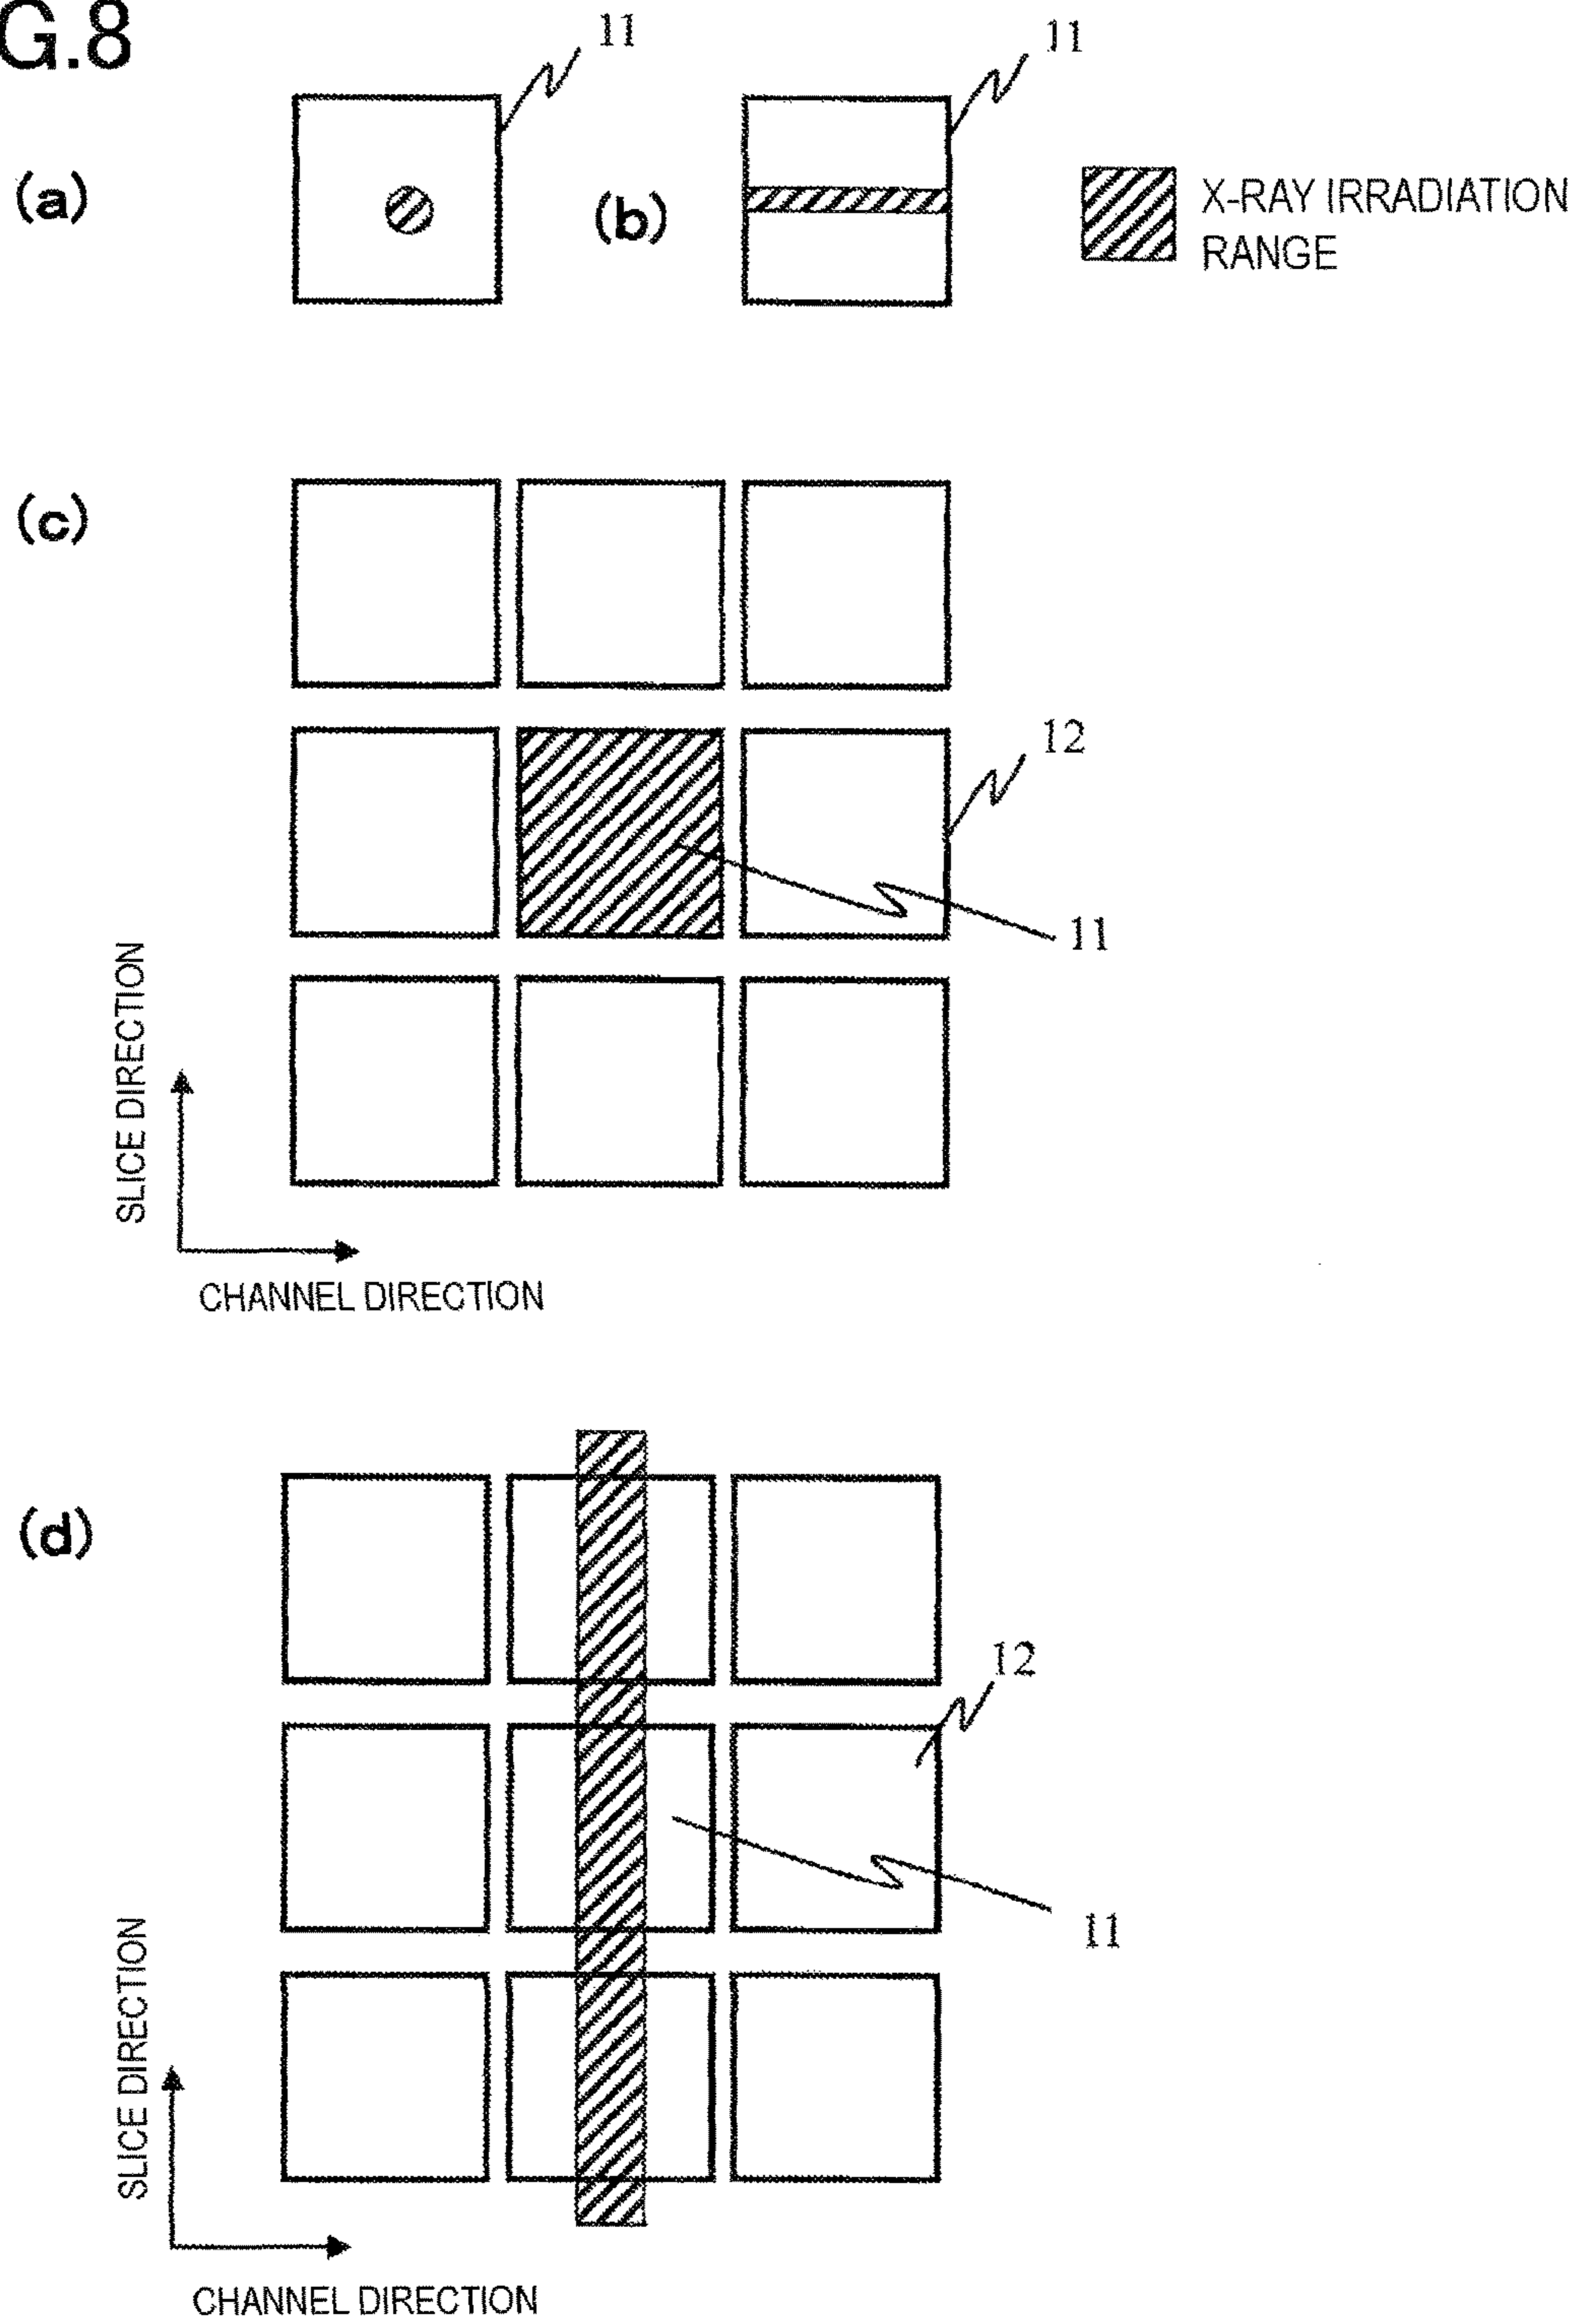 G.8
11
11
(a)
(b)
X-RAY IRRADIATION
RANGE
(c)
12
11
SLICE DIRECTION
CHANNEL DIRECTION
(d)
12
11
SLICE DIRECTION
CHANNEL DIRECTION